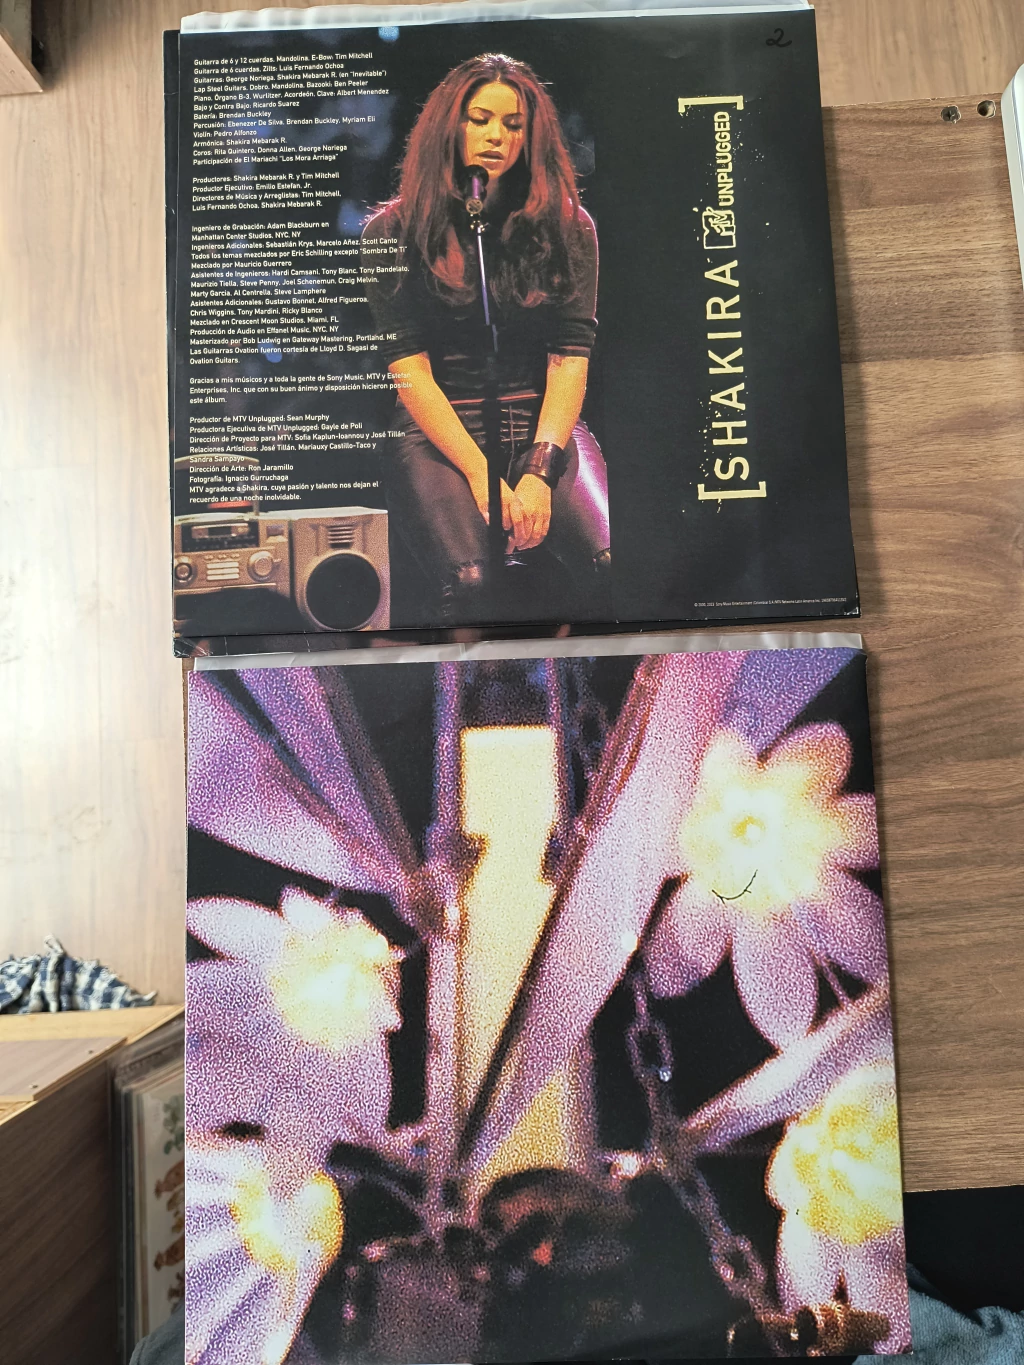 Guitarra de 6 y 12 cuerdas, Mandolina, E-Bow: Tim Mitchell
Guitarra de 6 cuerdas, Zilts: Luis Fernando Ochoa
Guitarras: George Noriega, Shakira Mebarak R. (en "Inevitable")
Lap Steel Guitars, Dobro, Mandolina, Bazooki: Ben Peeler
Piano, Órgano B-3, Wurlitzer, Acordeón, Clave: Albert Menendez
Bajo y Contra Bajo: Ricardo Suarez
Batería: Brendan Buckley
Percusión: Ebenezer De Silva, Brendan Buckley, Myriam Eli
Violín: Pedro Alfonzo
Armónica: Shakira Mebarak R.
Coros: Rita Quintero, Donna Allen, George Noriega
Participación de El Mariachi "Los Mora Arriaga"
Productores: Shakira Mebarak R. y Tim Mitchell
Productor Ejecutivo: Emilio Estefan, Jr.
Directores de Música y Arreglistas: Tim Mitchell,
Luis Fernando Ochoa, Shakira Mebarak R.
Ingeniero de Grabación: Adam Blackburn en
Manhattan Center Studios, NYC, NY
Ingenieros Adicionales: Sebastián Krys, Marcelo Añez, Scott Canto
Todos los temas mezclados por Eric Schilling excepto "Sombra De Ti"
Mezclado por Mauricio Guerrero
Asistentes de Ingenieros: Hardi Camsani, Tony Blanc, Tony Bandelato,
Maurizio Tiella, Steve Penny, Joel Schenemun, Craig Melvin,
Marty Garcia, Al Centrella, Steve Lamphere
Asistentes Adicionales: Gustavo Bonnet, Alfred Figueroa,
Chris Wiggins, Tony Mardini, Ricky Blanco
Mezclado en Crescent Moon Studios, Miami, FL
Producción de Audio en Effanel Music, NYC, NY
Masterizado por Bob Ludwig en Gateway Mastering, Portland, ME
Las Guitarras Ovation fueron cortesía de Lloyd D. Sagasi de
Ovation Guitars.
Gracias a mis músicos y a toda la gente de Sony Music, MTV y Estefan
Enterprises, Inc. que con su buen ánimo y disposición hicieron posible
este álbum.
Productor de MTV Unplugged: Sean Murphy
Productora Ejecutiva de MTV Unplugged: Gayle de Poli
Dirección de Proyecto para MTV: Sofia Kaplun-Ioannou y José Tillán
Relaciones Artísticas: José Tillán, Mariauxy Castillo-Taco y
Sandra Sampayo
Dirección de Arte: Ron Jaramillo
Fotografía: Ignacio Gurruchaga
MTV agradece a Shakira, cuya pasión y talento nos dejan el
recuerdo de una noche inolvidable.
2
[SHAKIRA MTV UNPLUGGED]